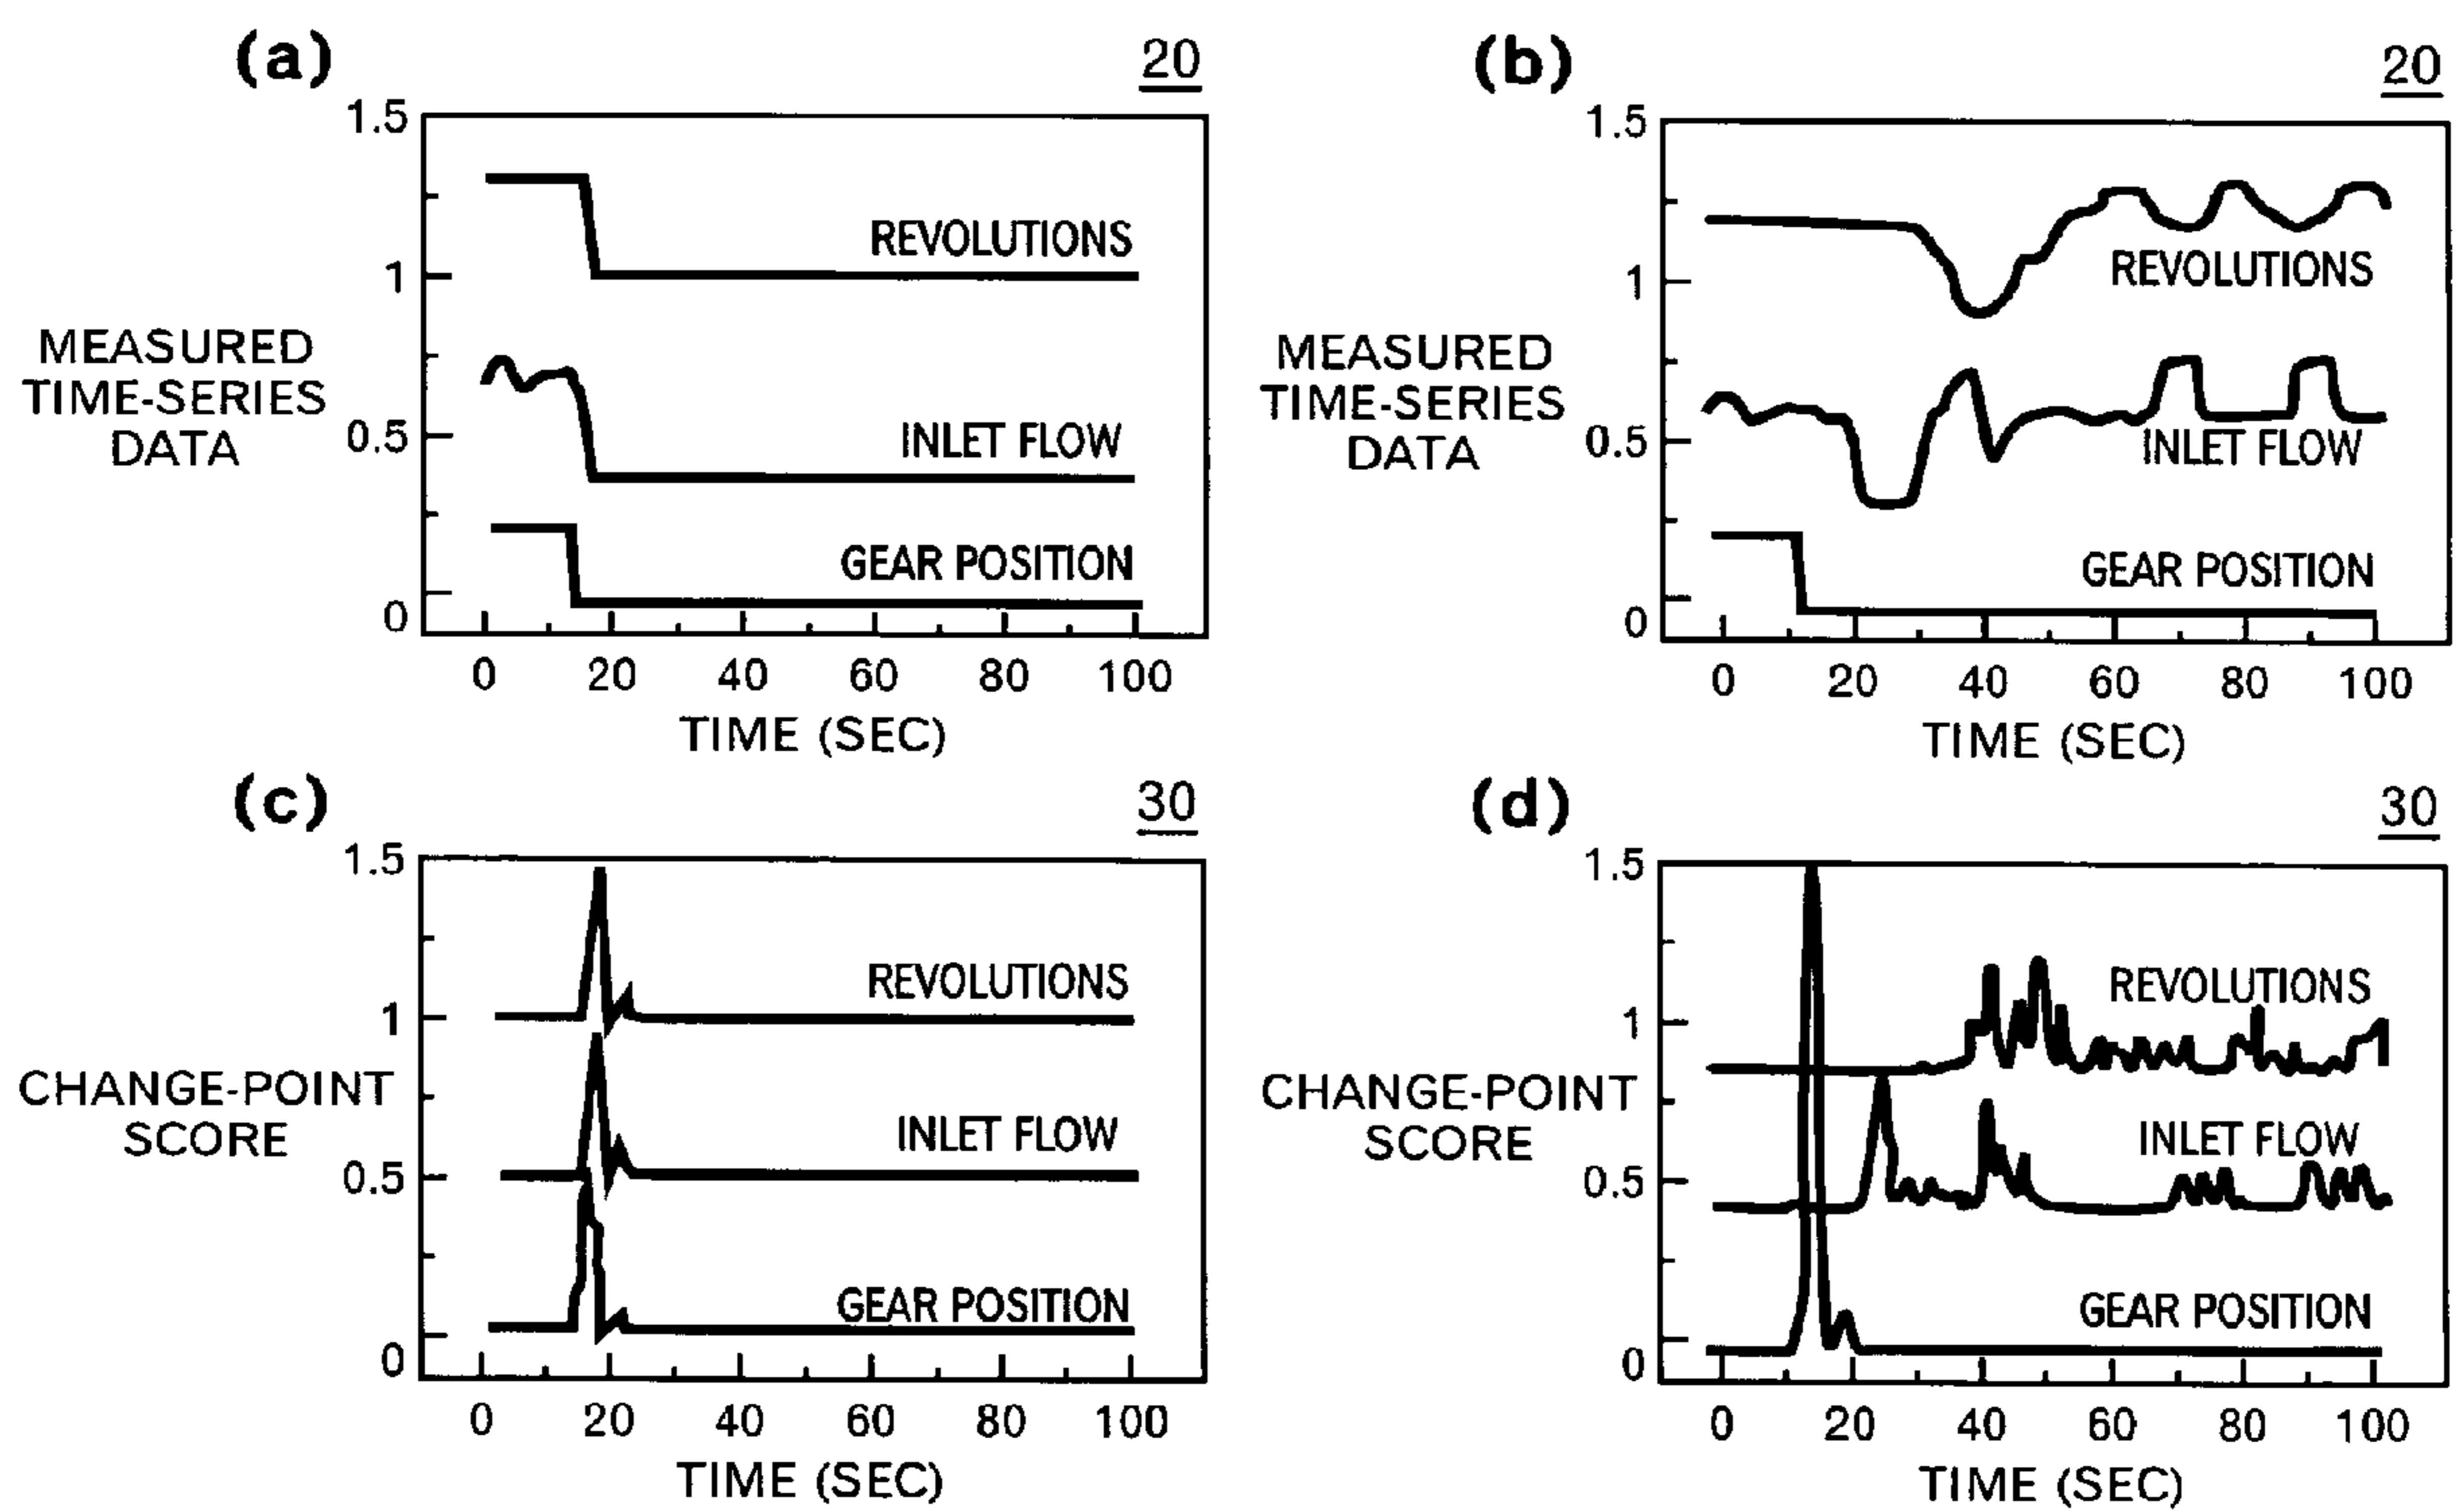 (a)
20
1.5
1
0.5
0
MEASURED
TIME-SERIES
DATA
REVOLUTIONS
INLET FLOW
GEAR POSITION
0 20 40 60 80 100
TIME (SEC)
(b)
20
1.5
1
0.5
0
MEASURED
TIME-SERIES
DATA
REVOLUTIONS
INLET FLOW
GEAR POSITION
0 20 40 60 80 100
TIME (SEC)
(c)
30
1.5
1
0.5
0
CHANGE-POINT
SCORE
REVOLUTIONS
INLET FLOW
GEAR POSITION
0 20 40 60 80 100
TIME (SEC)
(d)
30
1.5
1
0.5
0
CHANGE-POINT
SCORE
REVOLUTIONS
INLET FLOW
GEAR POSITION
0 20 40 60 80 100
TIME (SEC)